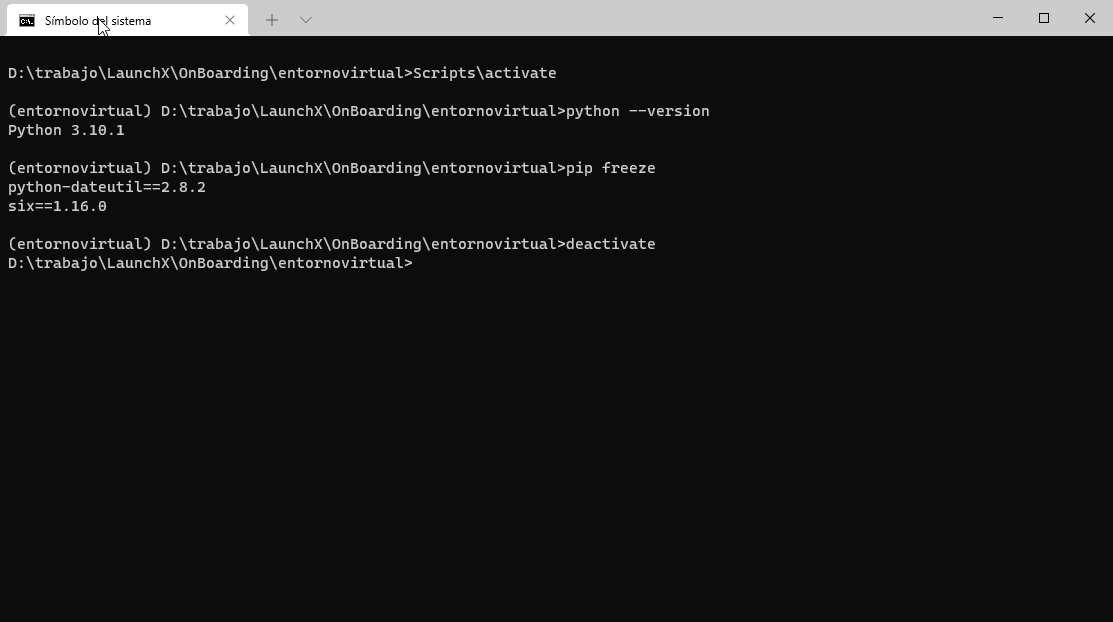 Símbolo del sistema
D:\trabajo\LaunchX\OnBoarding\entornovirtual>Scripts\activate
(entornovirtual) D:\trabajo\LaunchX\OnBoarding\entornovirtual>python --version
Python 3.10.1
(entornovirtual) D:\trabajo\LaunchX\OnBoarding\entornovirtual>pip freeze
python-dateutil==2.8.2
six==1.16.0
(entornovirtual) D:\trabajo\LaunchX\OnBoarding\entornovirtual>deactivate
D:\trabajo\LaunchX\OnBoarding\entornovirtual>